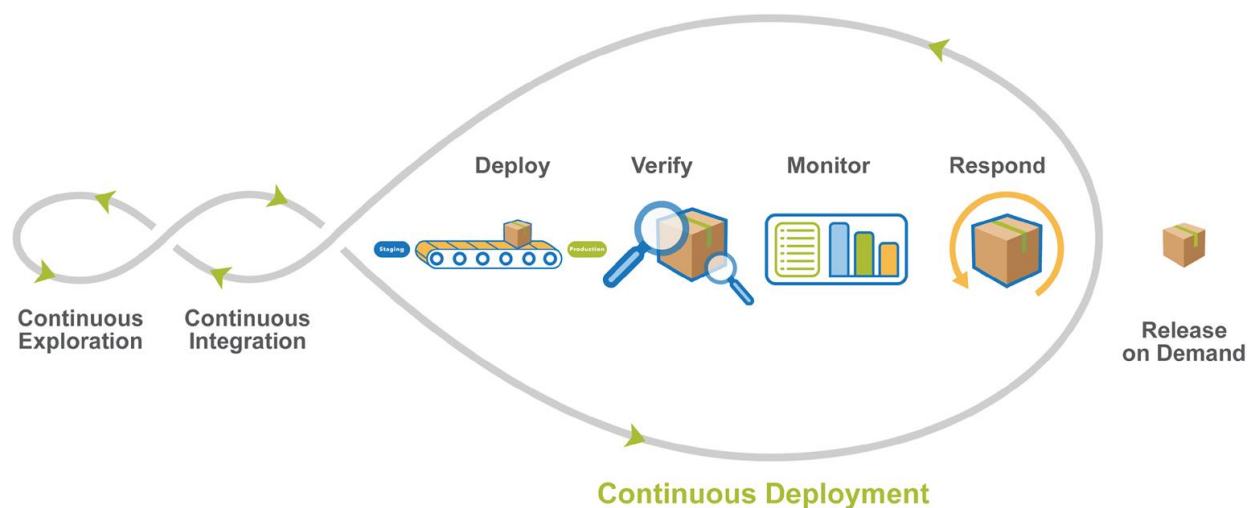 Deploy
Verify
Monitor
Respond
Staging
Production
Continuous
Exploration
Continuous
Integration
Release
on Demand
Continuous Deployment